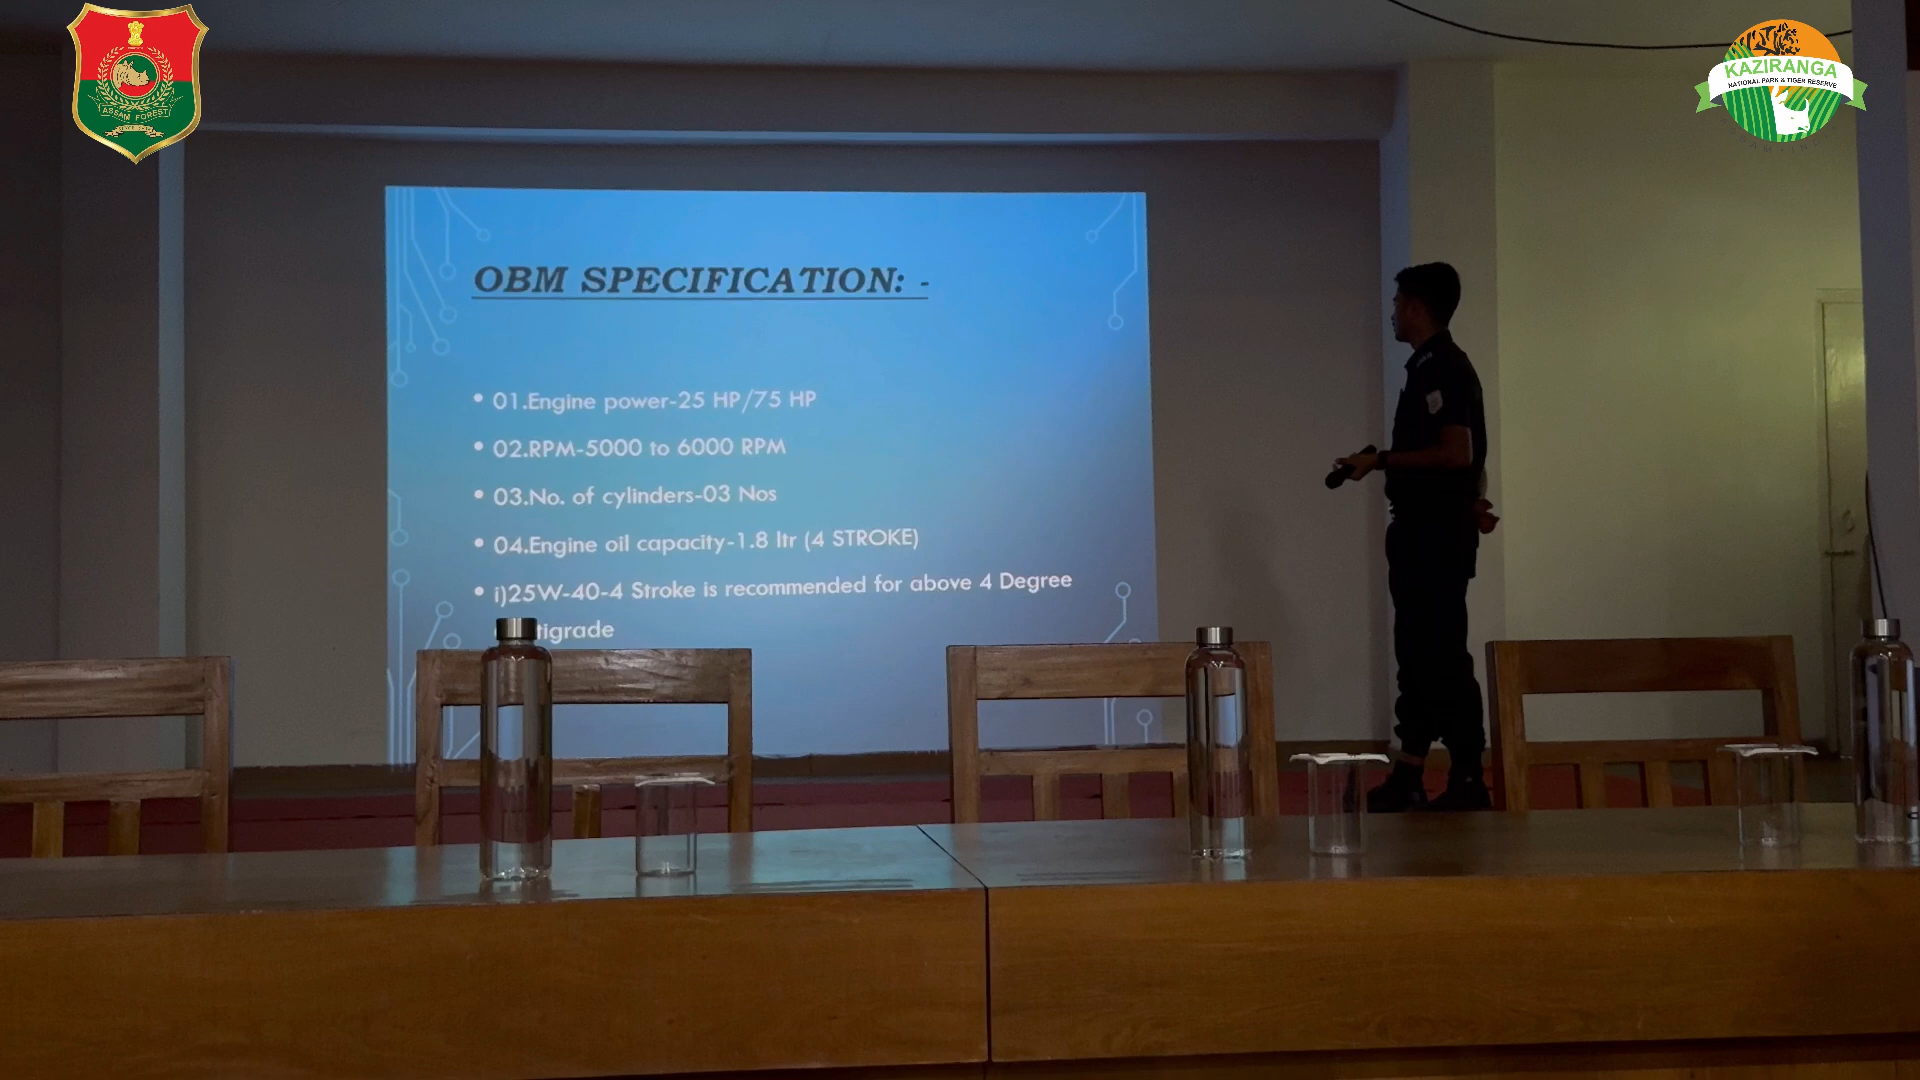 ASSAM FOREST
KAZIRANGA
NATIONAL PARK & TIGER RESERVE
OBM SPECIFICATION: -
• 01.Engine power-25 HP/75 HP
• 02.RPM-5000 to 6000 RPM
• 03.No. of cylinders-03 Nos
• 04.Engine oil capacity-1.8 ltr (4 STROKE)
• i)25W-40-4 Stroke is recommended for above 4 Degree
tigrade